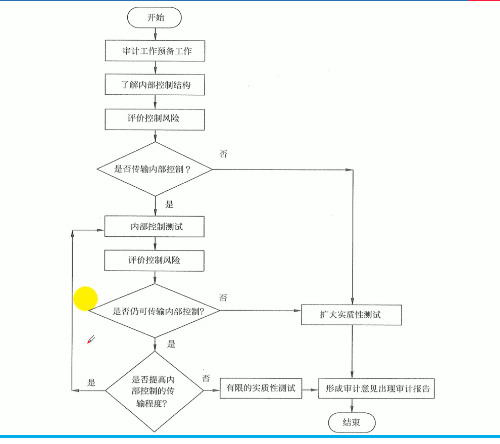 开始
审计工作预备工作
了解内部控制结构
评价控制风险
是否传输内部控制？
否
是
内部控制测试
评价控制风险
是否仍可传输内部控制？
否
扩大实质性测试
是
是否提高内
部控制的传
输程度？
是
否
有限的实质性测试
形成审计意见出现审计报告
结束